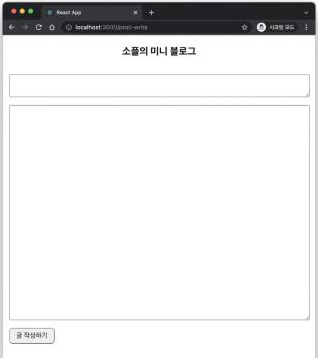 React App
localhost:3000/post-write
시크릿 모드
소플의 미니 블로그
글 작성하기